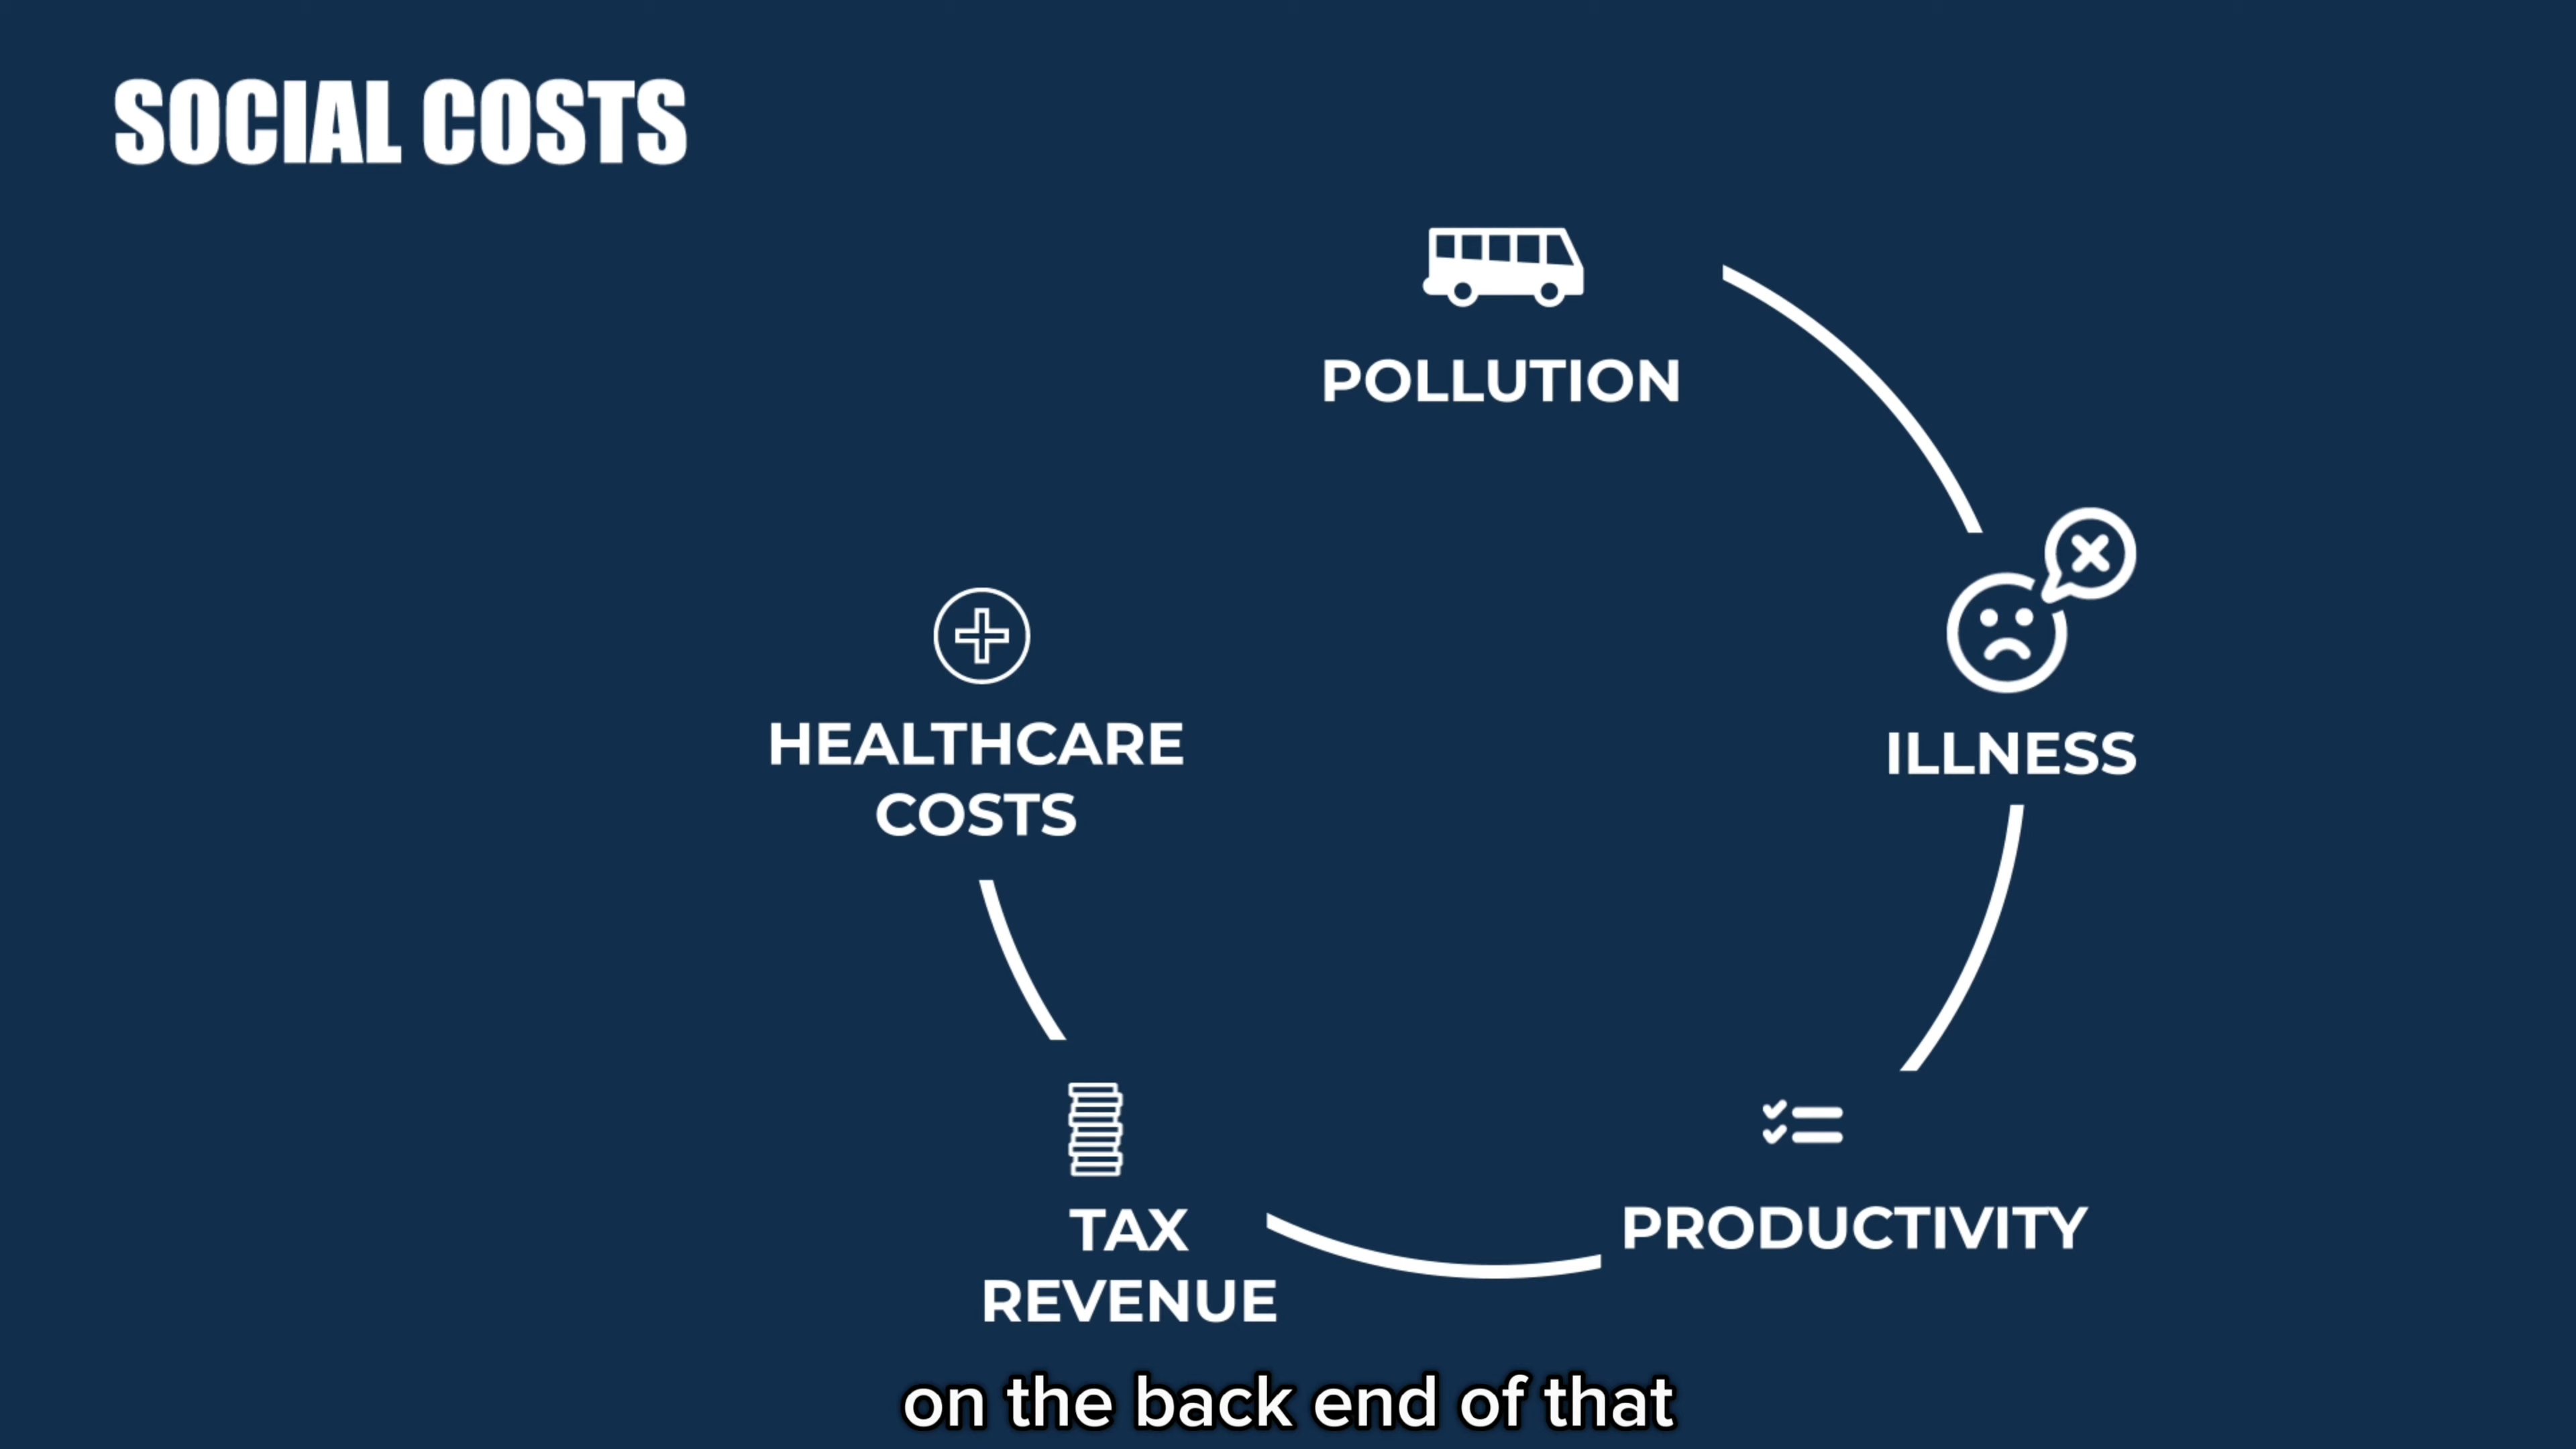 SOCIAL COSTS
POLLUTION
ILLNESS
HEALTHCARE
COSTS
PRODUCTIVITY
TAX
REVENUE
on the back end of that